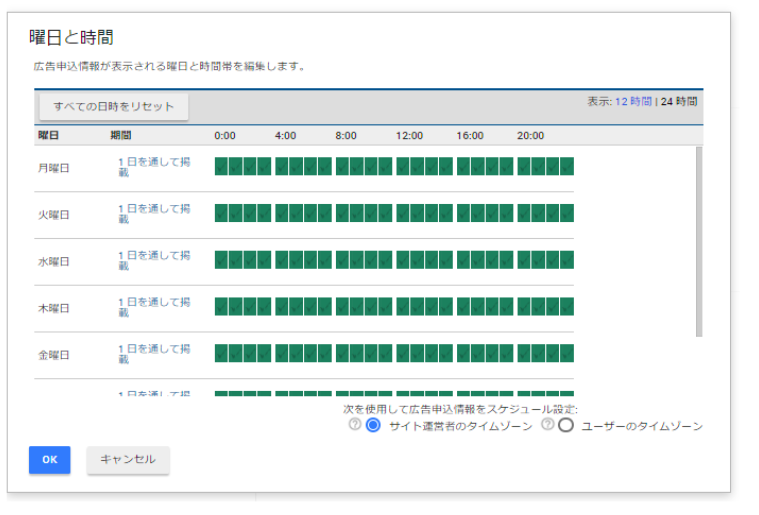 曜日と時間
広告申込情報が表示される曜日と時間帯を編集します。
すべての日時をリセット
表示: 12 時間 | 24 時間
曜日 期間 0:00 4:00 8:00 12:00 16:00 20:00
月曜日 1 日を通して掲
載
火曜日 1 日を通して掲
載
水曜日 1 日を通して掲
載
木曜日 1 日を通して掲
載
金曜日 1 日を通して掲
載
1 日を通して掲
次を使用して広告申込情報をスケジュール設定:
サイト運営者のタイムゾーン ユーザーのタイムゾーン
OK キャンセル